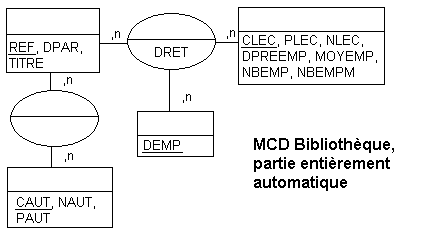 REF, DPAR,
TITRE
,n
,n
DRET
,n
CLEC, PLEC, NLEC,
DPREEMP, MOYEMP,
NBEMP, NBEMPM
,n
,n
DEMP
,n
CAUT, NAUT,
PAUT
MCD Bibliothèque,
partie entièrement
automatique